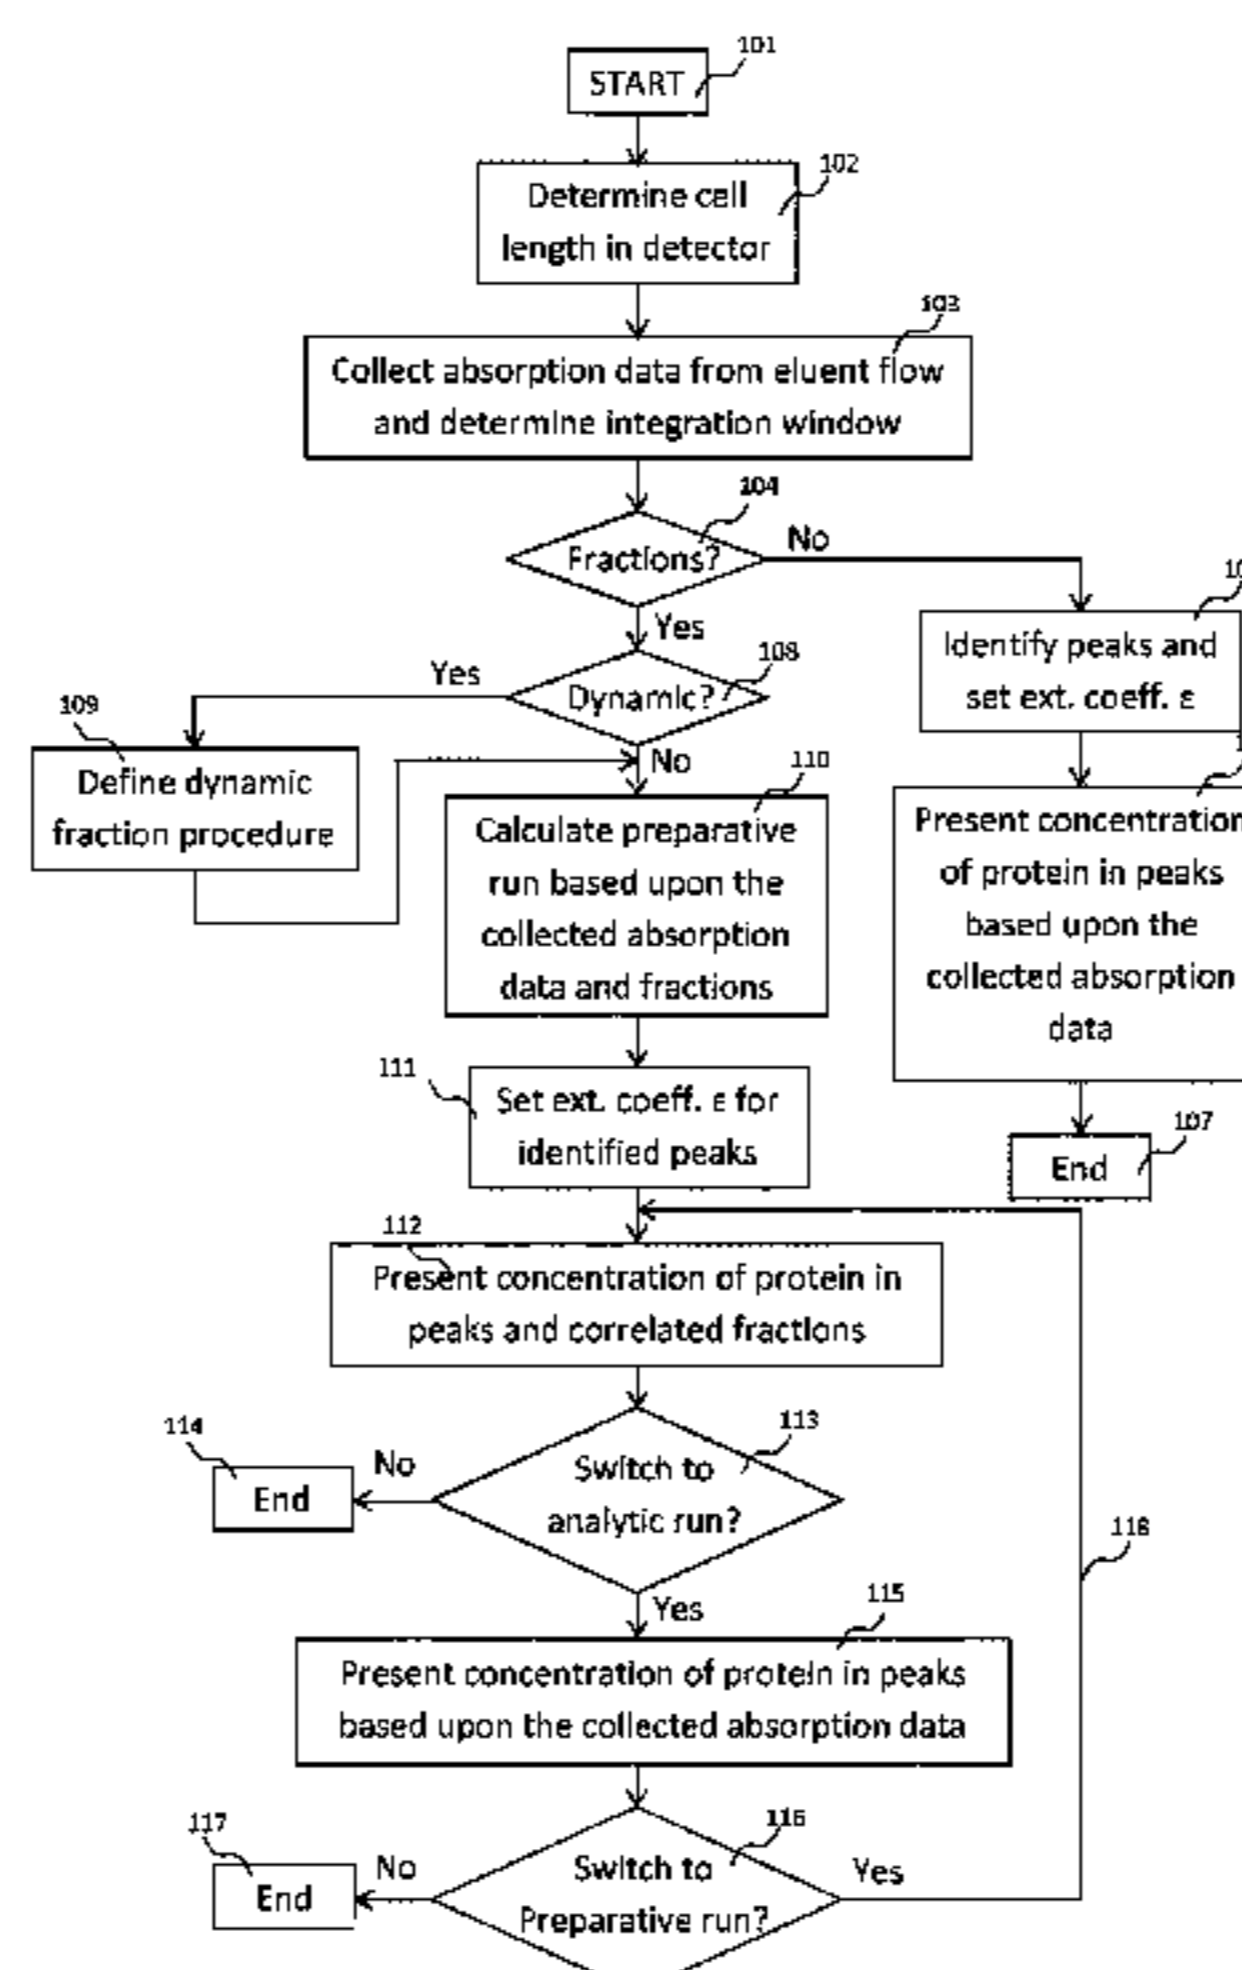 101
START
102
Determine cell
length in detector
103
Collect absorption data from eluent flow
and determine integration window
104
Fractions?
No
10
Identify peaks and
set ext. coeff. ε
Yes
108
Dynamic?
Yes
109
Define dynamic
fraction procedure
No
110
Calculate preparative
run based upon the
collected absorption
data and fractions
1
Present concentration
of protein in peaks
based upon the
collected absorption
data
107
End
111
Set ext. coeff. ε for
identified peaks
112
Present concentration of protein in
peaks and correlated fractions
113
Switch to
analytic run?
No
114
End
Yes
115
Present concentration of protein in peaks
based upon the collected absorption data
116
Switch to
Preparative run?
No
117
End
Yes
118